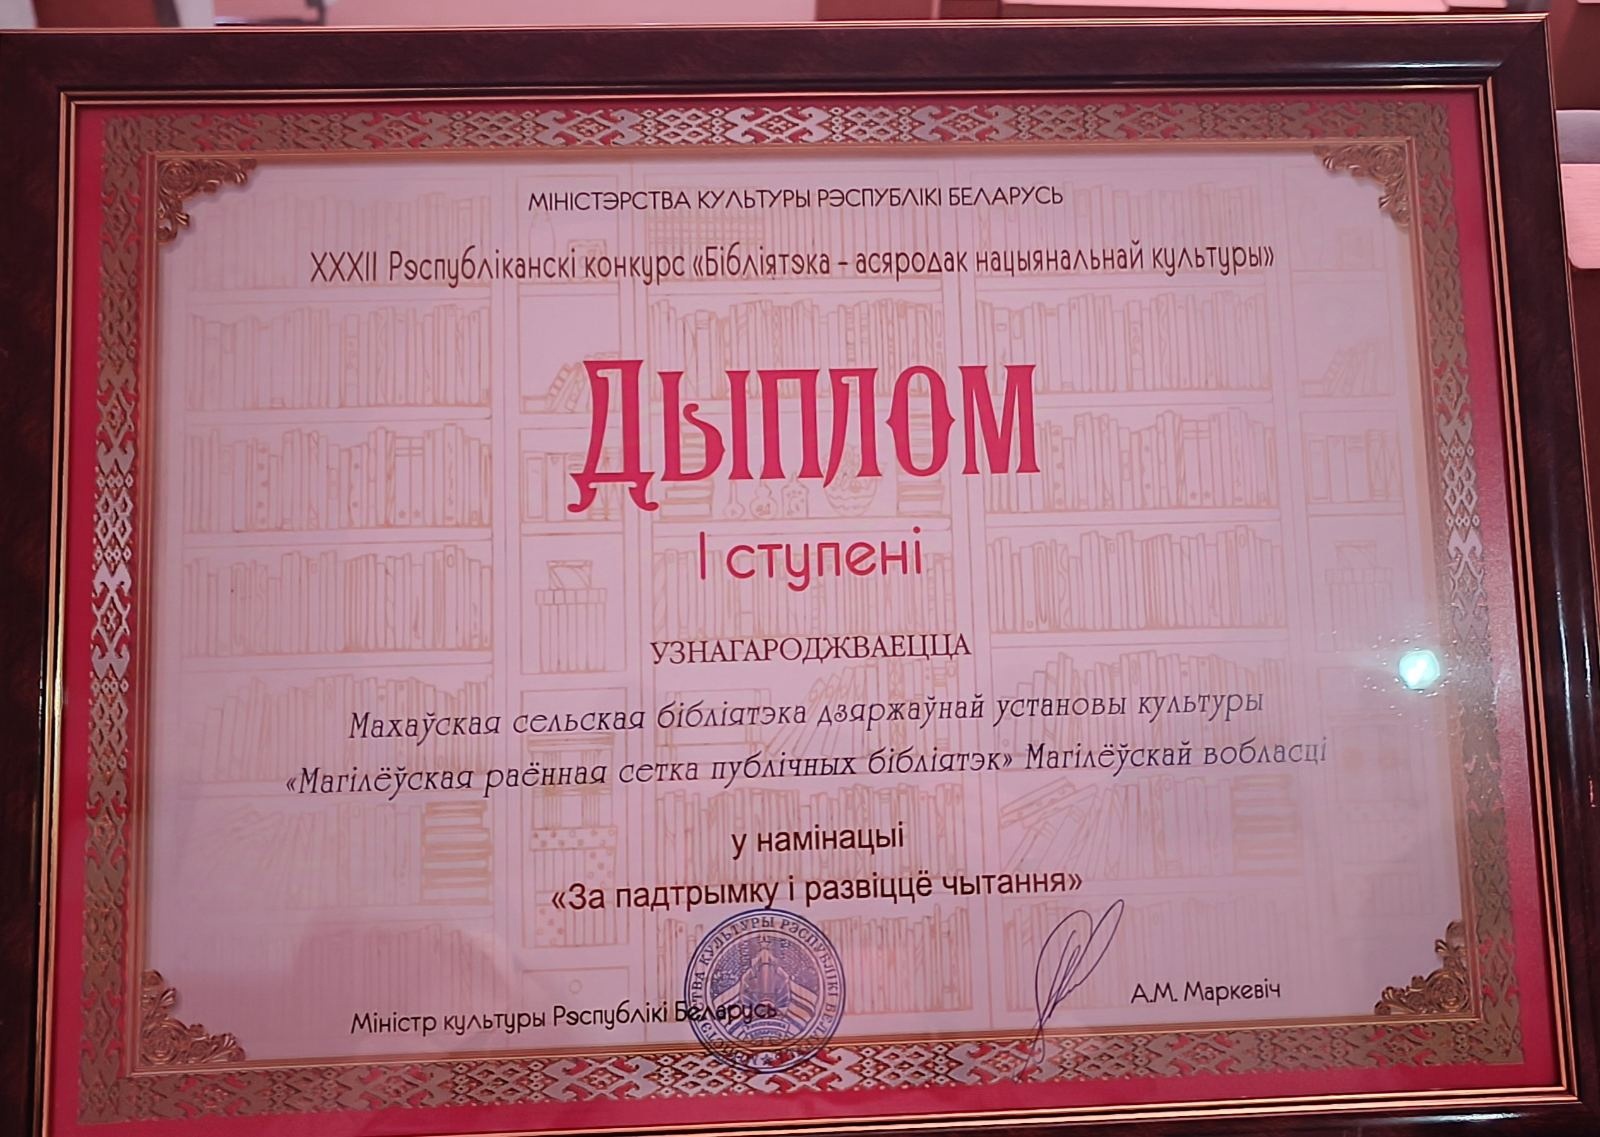 МІНІСТЭРСТВА КУЛЬТУРЫ РЭСПУБЛІКІ БЕЛАРУСЬ
XXXII Рэспубліканскі конкурс «Бібліятэка - асяродак нацыянальнай культуры»
Дыплом
І ступені
УЗНАГАРОДЖВАЕЦЦА
Махаўская сельская бібліятэка дзяржаўнай установы культуры
«Магілёўская раённая сетка публічных бібліятэк» Магілёўскай вобласці
у намінацыі
«За падтрымку і развіццё чытання»
Міністр культуры Рэспублікі Беларусь
А.М. Маркевіч